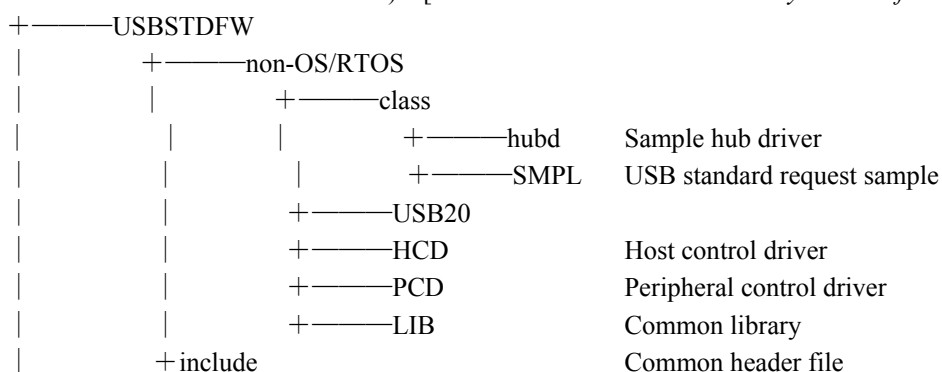 +———USBSTDFW
| +———non-OS/RTOS
| | +———class
| | | +———hubd Sample hub driver
| | | +———SMPL USB standard request sample
| | +———USB20
| | +———HCD Host control driver
| | +———PCD Peripheral control driver
| | +———LIB Common library
| +include Common header file